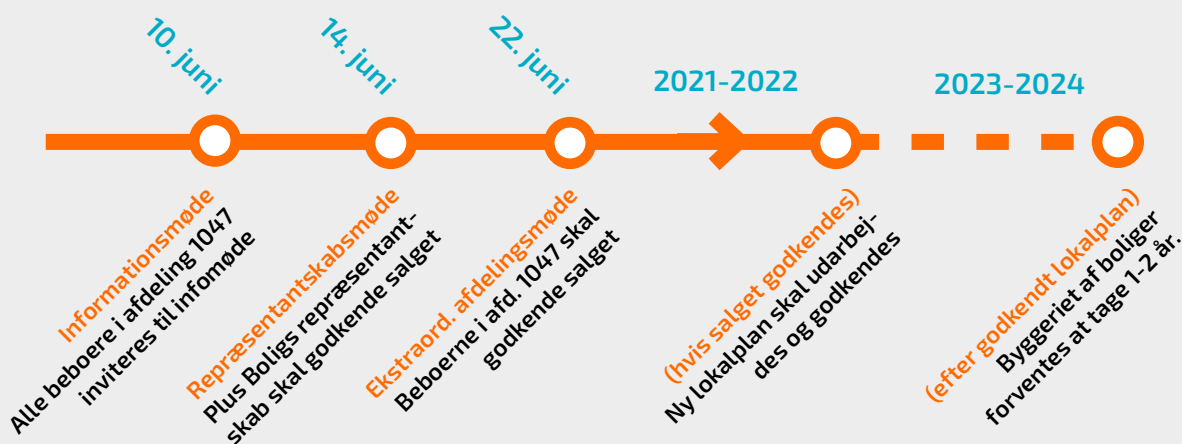 10. juni
Informationsmøde
Alle beboere i afdeling 1047
inviteres til infomøde
14. juni
Repræsentantskabsmøde
Plus Boligs repræsentant-
skab skal godkende salget
22. juni
Ekstraord. afdelingsmøde
Beboerne i afd. 1047 skal
godkende salget
2021-2022
(hvis salget godkendes)
Ny lokalplan skal udarbej-
des og godkendes
2023-2024
(efter godkendt lokalplan)
Byggeriet af boliger
forventes at tage 1-2 år.